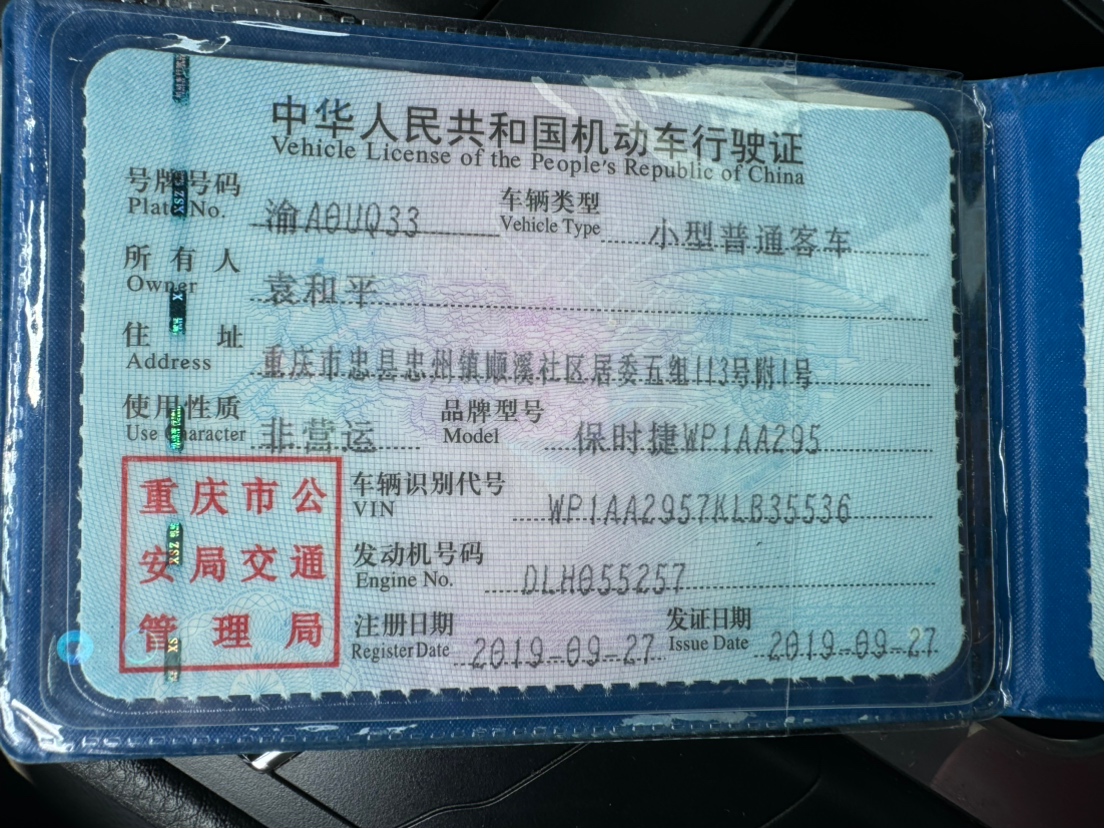 中华人民共和国机动车行驶证
Vehicle License of the People's Republic of China
号牌号码 渝A0UQ33 车辆类型 小型普通客车
Plate No. Vehicle Type
所有人 袁和平
Owner
住址 重庆市忠县忠州镇顺溪社区居委五组113号附1号
Address
使用性质 非营运 品牌型号 保时捷WP1AA295
Use Character Model
重庆市公
安局交通
管理局
车辆识别代号 WP1AA2957KLB35536
VIN
发动机号码 DLH055257
Engine No.
注册日期 2019-09-27 发证日期 2019-09-27
Register Date Issue Date